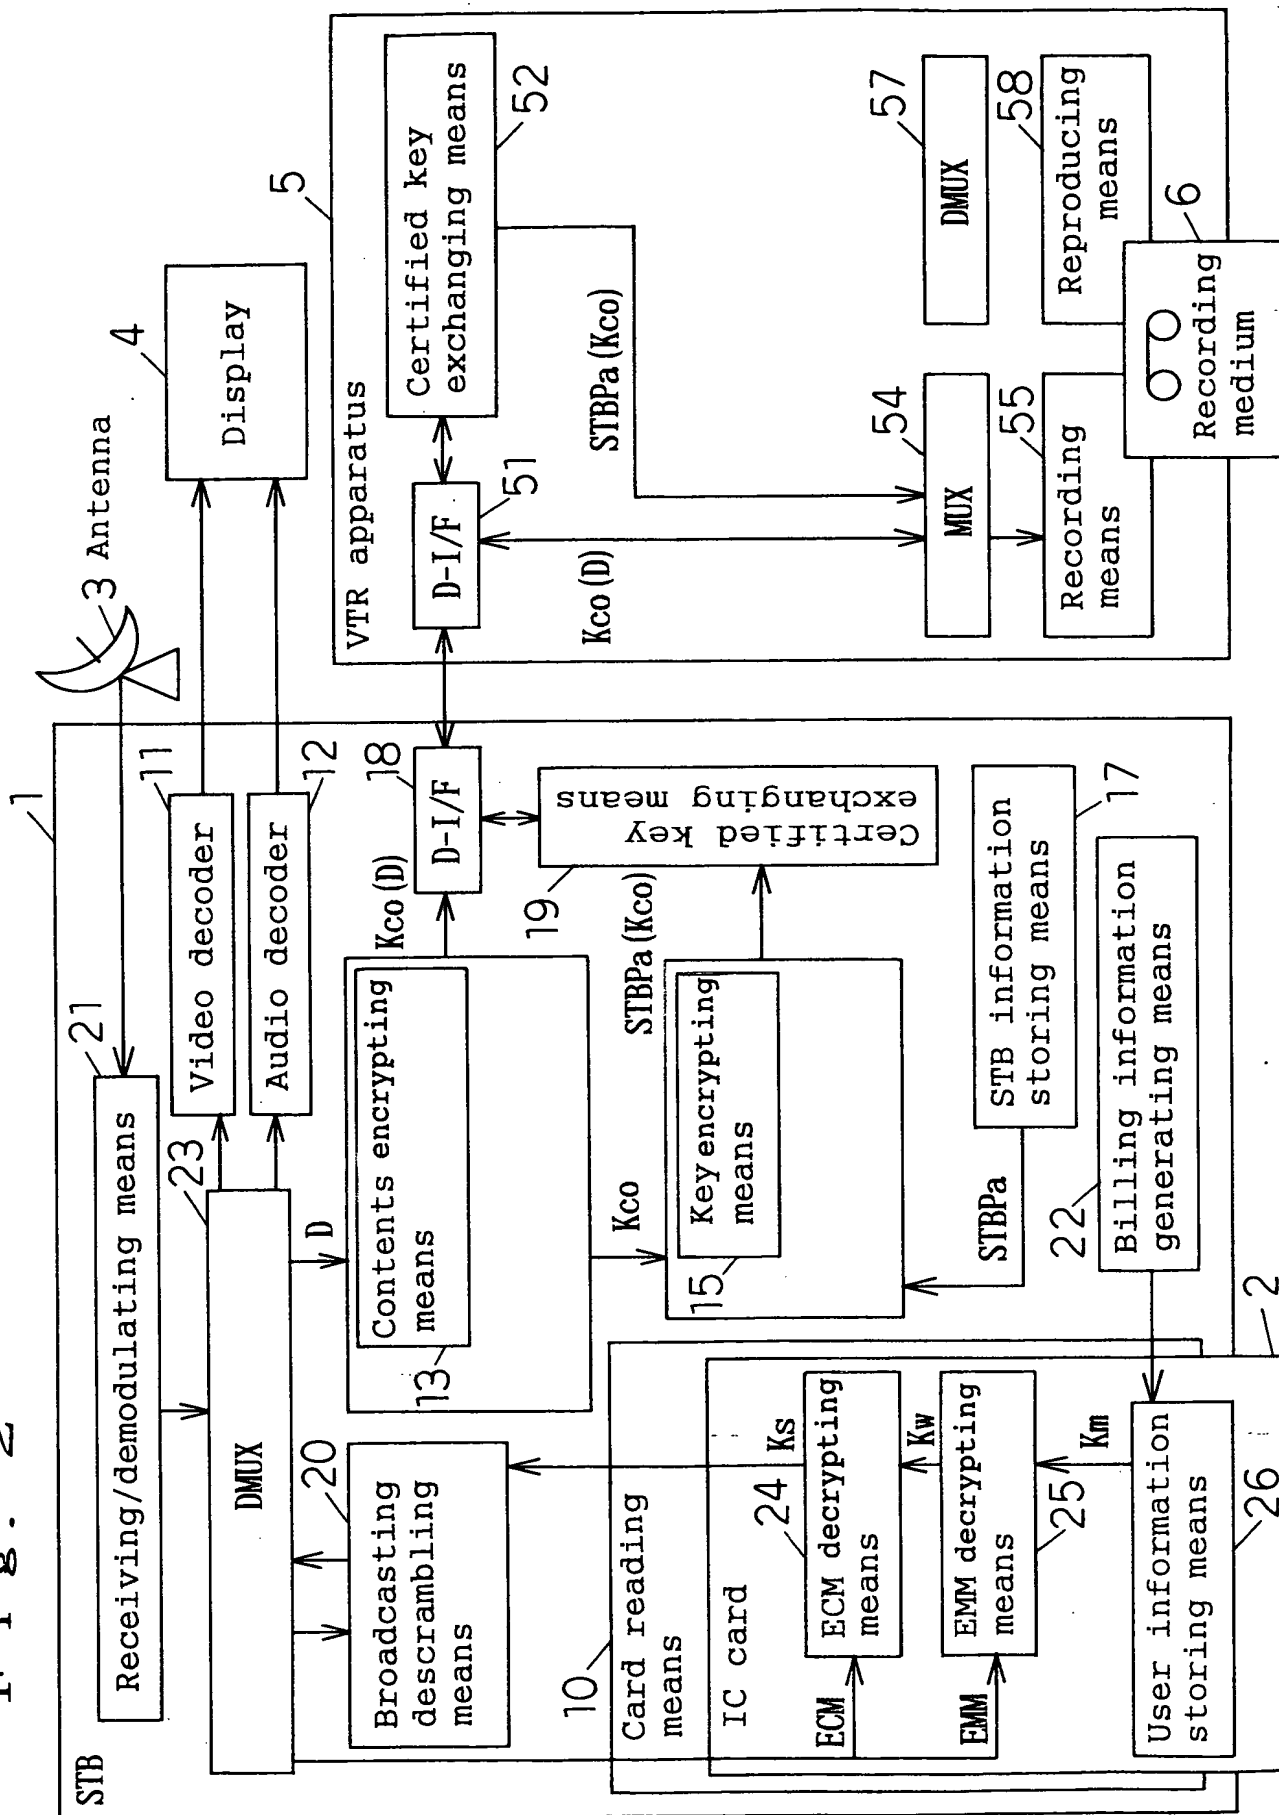 Fig. 2
STB
1
Receiving/demodulating means
21
3
Antenna
DMUX
23
Video decoder
11
Audio decoder
12
4
Display
Broadcasting
descrambling
means
20
D
Contents encrypting
means
13
Kco(D)
D-I/F
18
Certified key
exchanging means
19
Kco
Key encrypting
means
15
STBPa(Kco)
STB information
storing means
17
STBPa
Billing information
generating means
22
10
Card reading
means
IC card
2
ECM
ECM decrypting
means
24
Ks
EMM
EMM decrypting
means
25
Kw
Km
User information
storing means
26
5
VTR apparatus
D-I/F
51
Certified key
exchanging means
52
Kco(D)
STBPa(Kco)
MUX
54
Recording
means
55
DMUX
57
Reproducing
means
58
Recording
medium
6